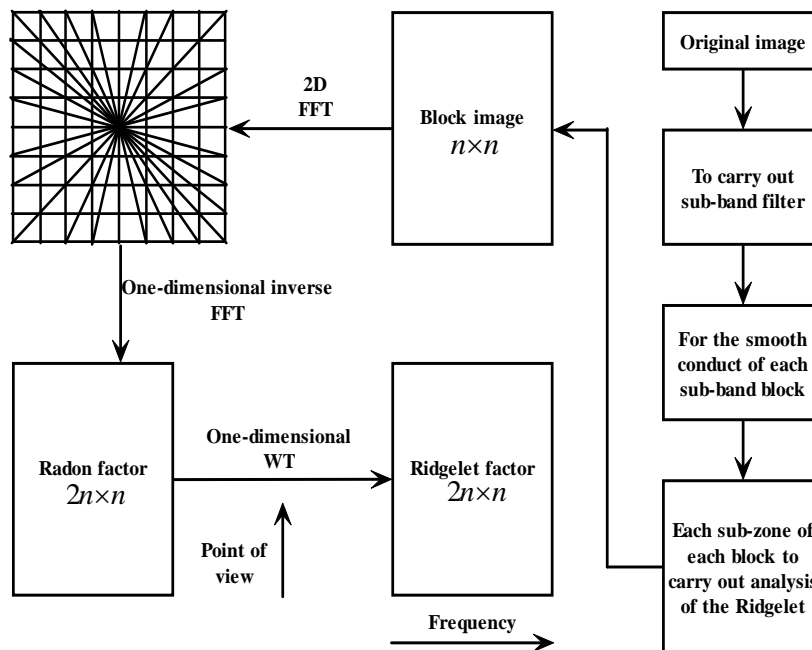 Original image
To carry out
sub-band filter
For the smooth
conduct of each
sub-band block
Each sub-zone of
each block to
carry out analysis
of the Ridgelet
Block image
n×n
2D
FFT
One-dimensional inverse
FFT
Radon factor
2n×n
One-dimensional
WT
Ridgelet factor
2n×n
Point of
view
Frequency